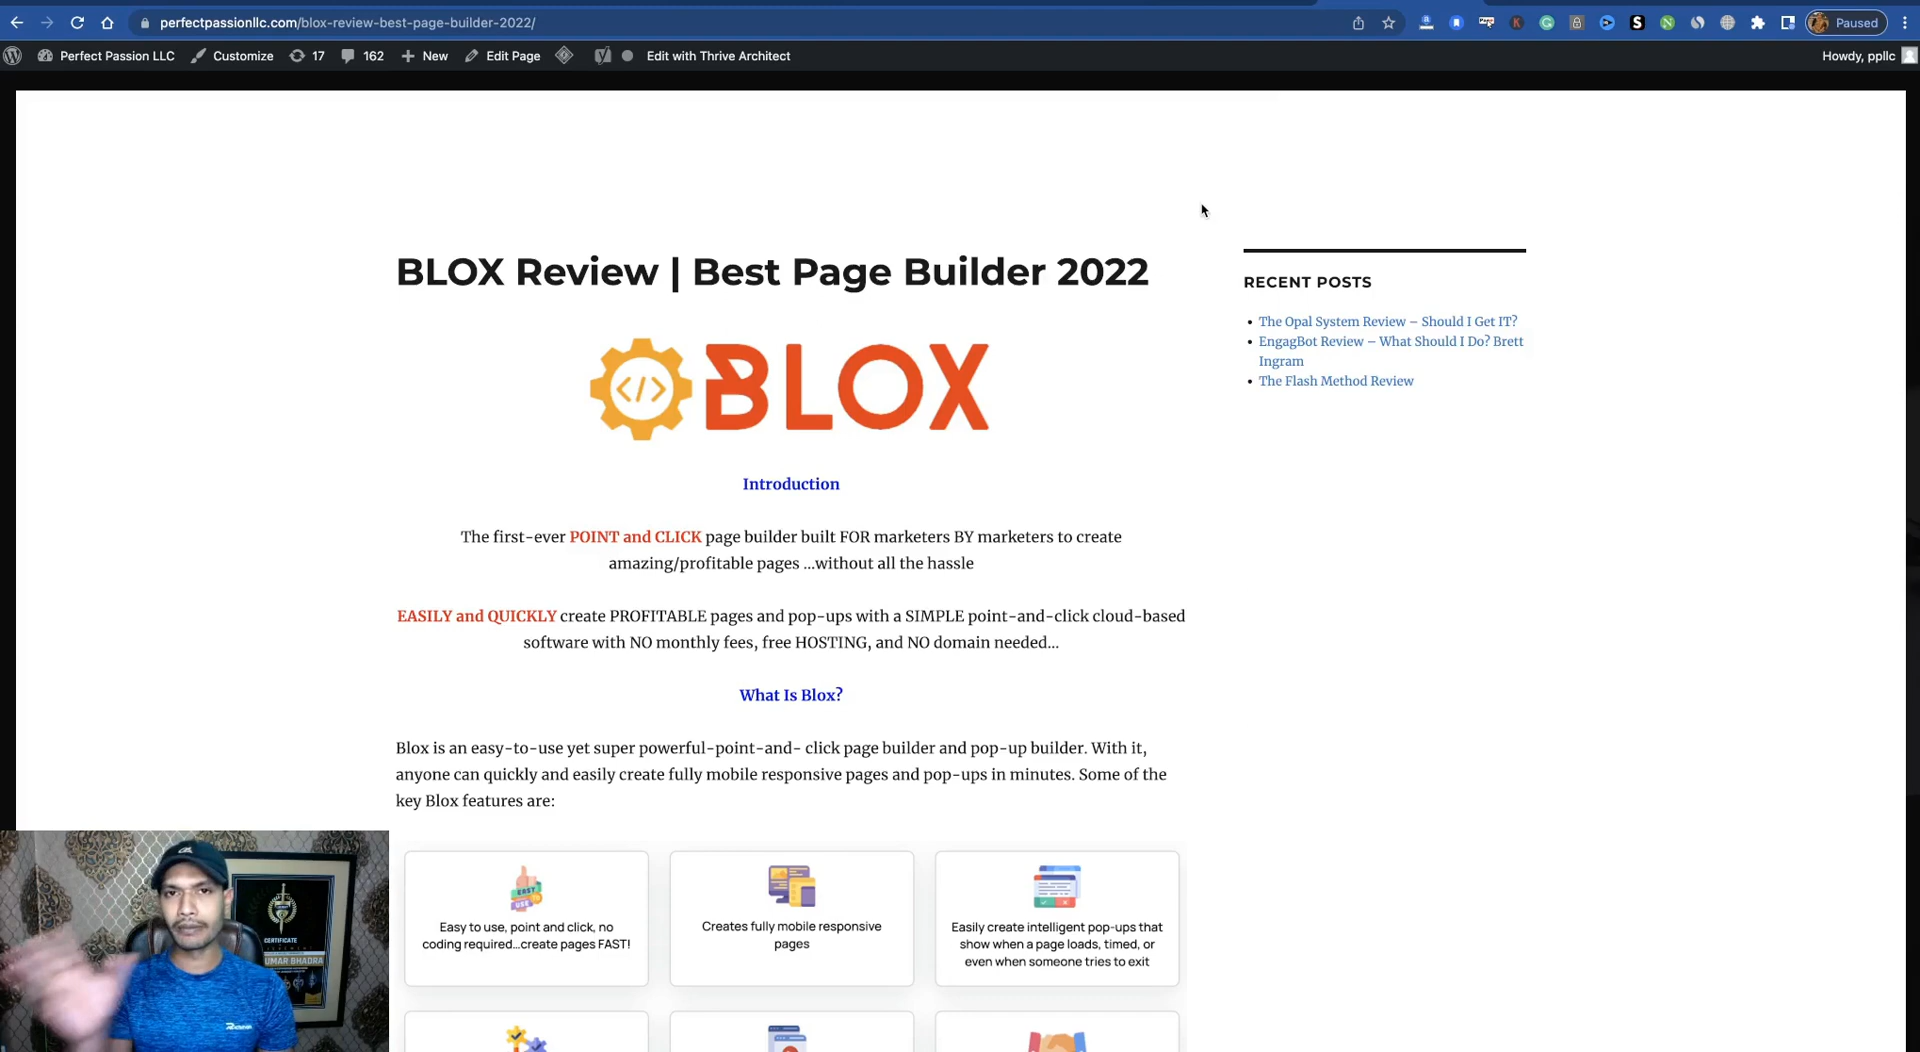 perfectpassionllc.com/blox-review-best-page-builder-2022/
Paused
Perfect Passion LLC
Customize
17
162
New
Edit Page
Edit with Thrive Architect
Howdy, ppllc
BLOX Review | Best Page Builder 2022
</> BLOX
Introduction
The first-ever POINT and CLICK page builder built FOR marketers BY marketers to create
amazing/profitable pages ...without all the hassle
EASILY and QUICKLY create PROFITABLE pages and pop-ups with a SIMPLE point-and-click cloud-based
software with NO monthly fees, free HOSTING, and NO domain needed...
What Is Blox?
Blox is an easy-to-use yet super powerful-point-and- click page builder and pop-up builder. With it,
anyone can quickly and easily create fully mobile responsive pages and pop-ups in minutes. Some of the
key Blox features are:
EASY
USE
Easy to use, point and click, no
coding required...create pages FAST!
Creates fully mobile responsive
pages
Easily create intelligent pop-ups that
show when a page loads, timed, or
even when someone tries to exit
RECENT POSTS
The Opal System Review – Should I Get IT?
EngagBot Review – What Should I Do? Brett
Ingram
The Flash Method Review
CERTIFICATE
UMAR BHADRA